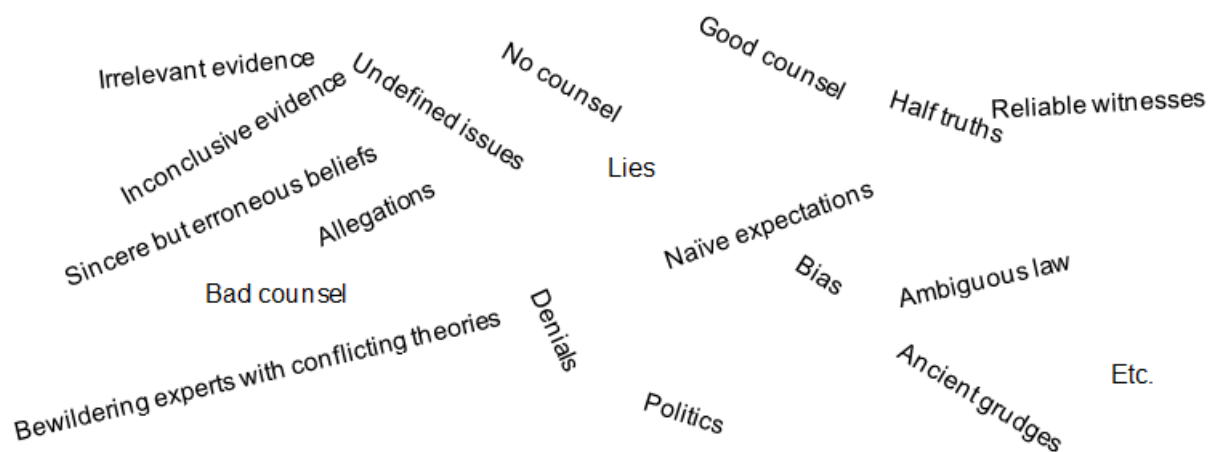 Good counsel
No counsel
Irrelevant evidence
Undefined issues
Half truths
Reliable witnesses
Inconclusive evidence
Lies
Sincere but erroneous beliefs
Allegations
Naïve expectations
Bias
Ambiguous law
Bad counsel
Denials
Bewildering experts with conflicting theories
Ancient grudges
Etc.
Politics